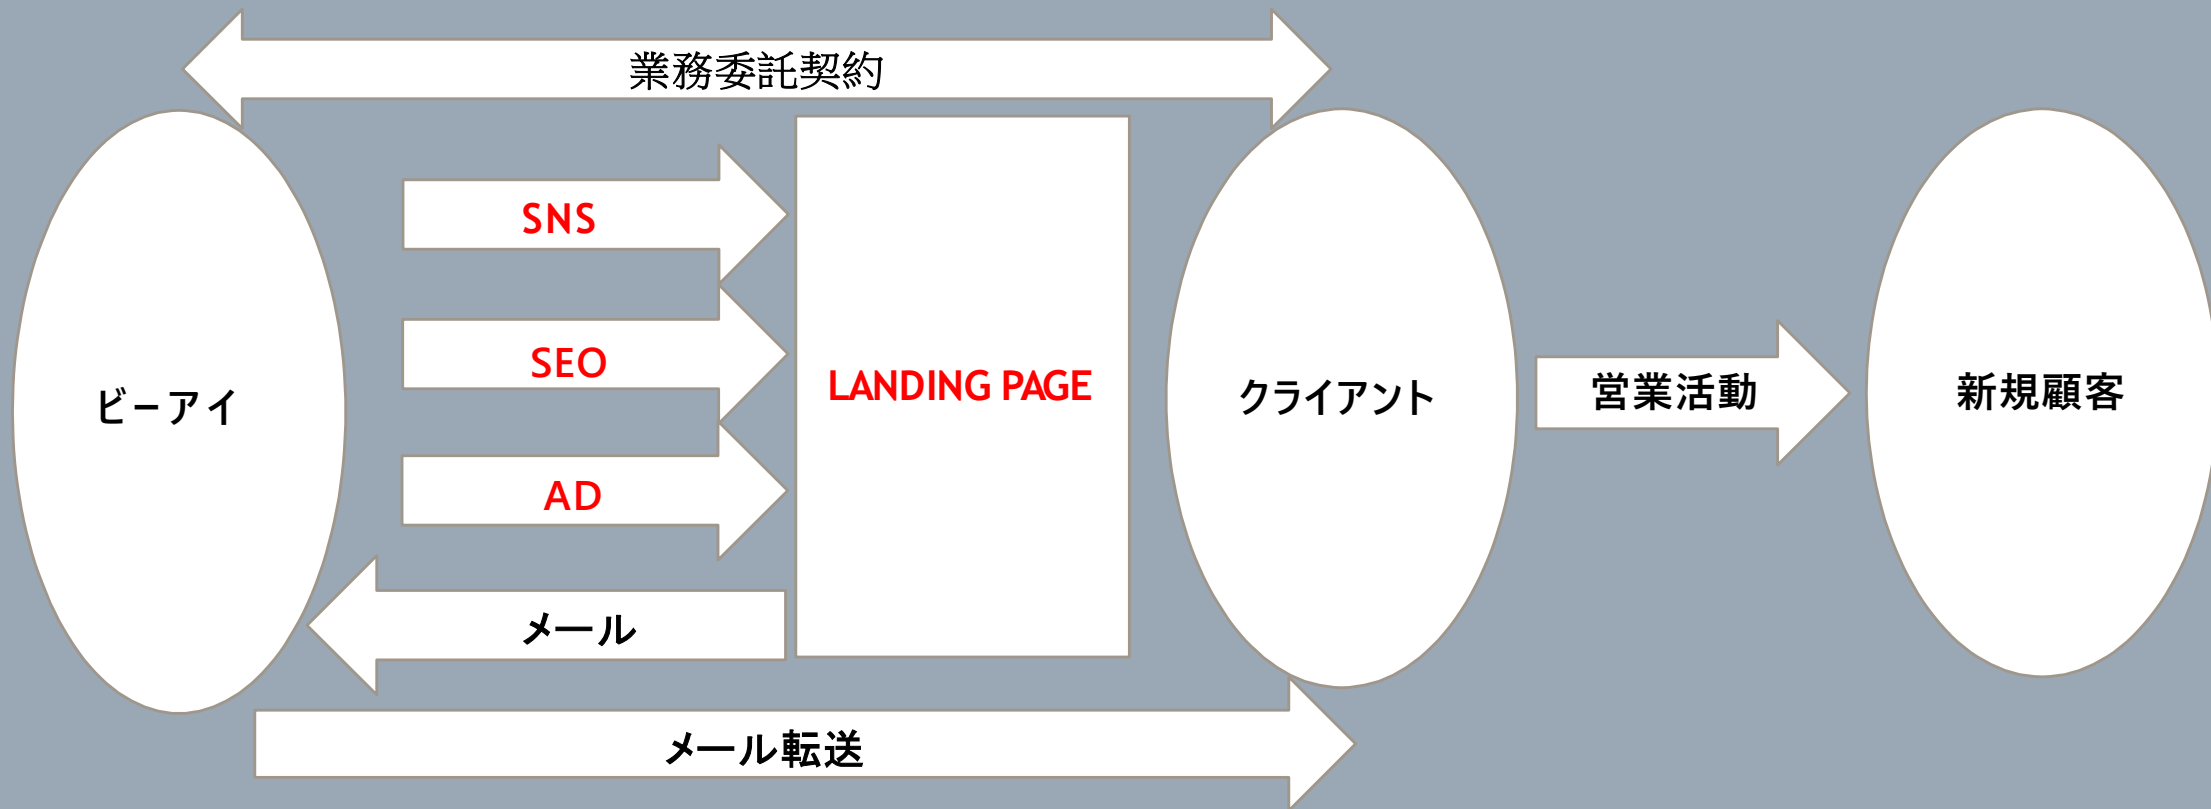 業務委託契約
SNS
SEO
AD
LANDING PAGE
ビーアイ
クライアント
営業活動
新規顧客
メール
メール転送